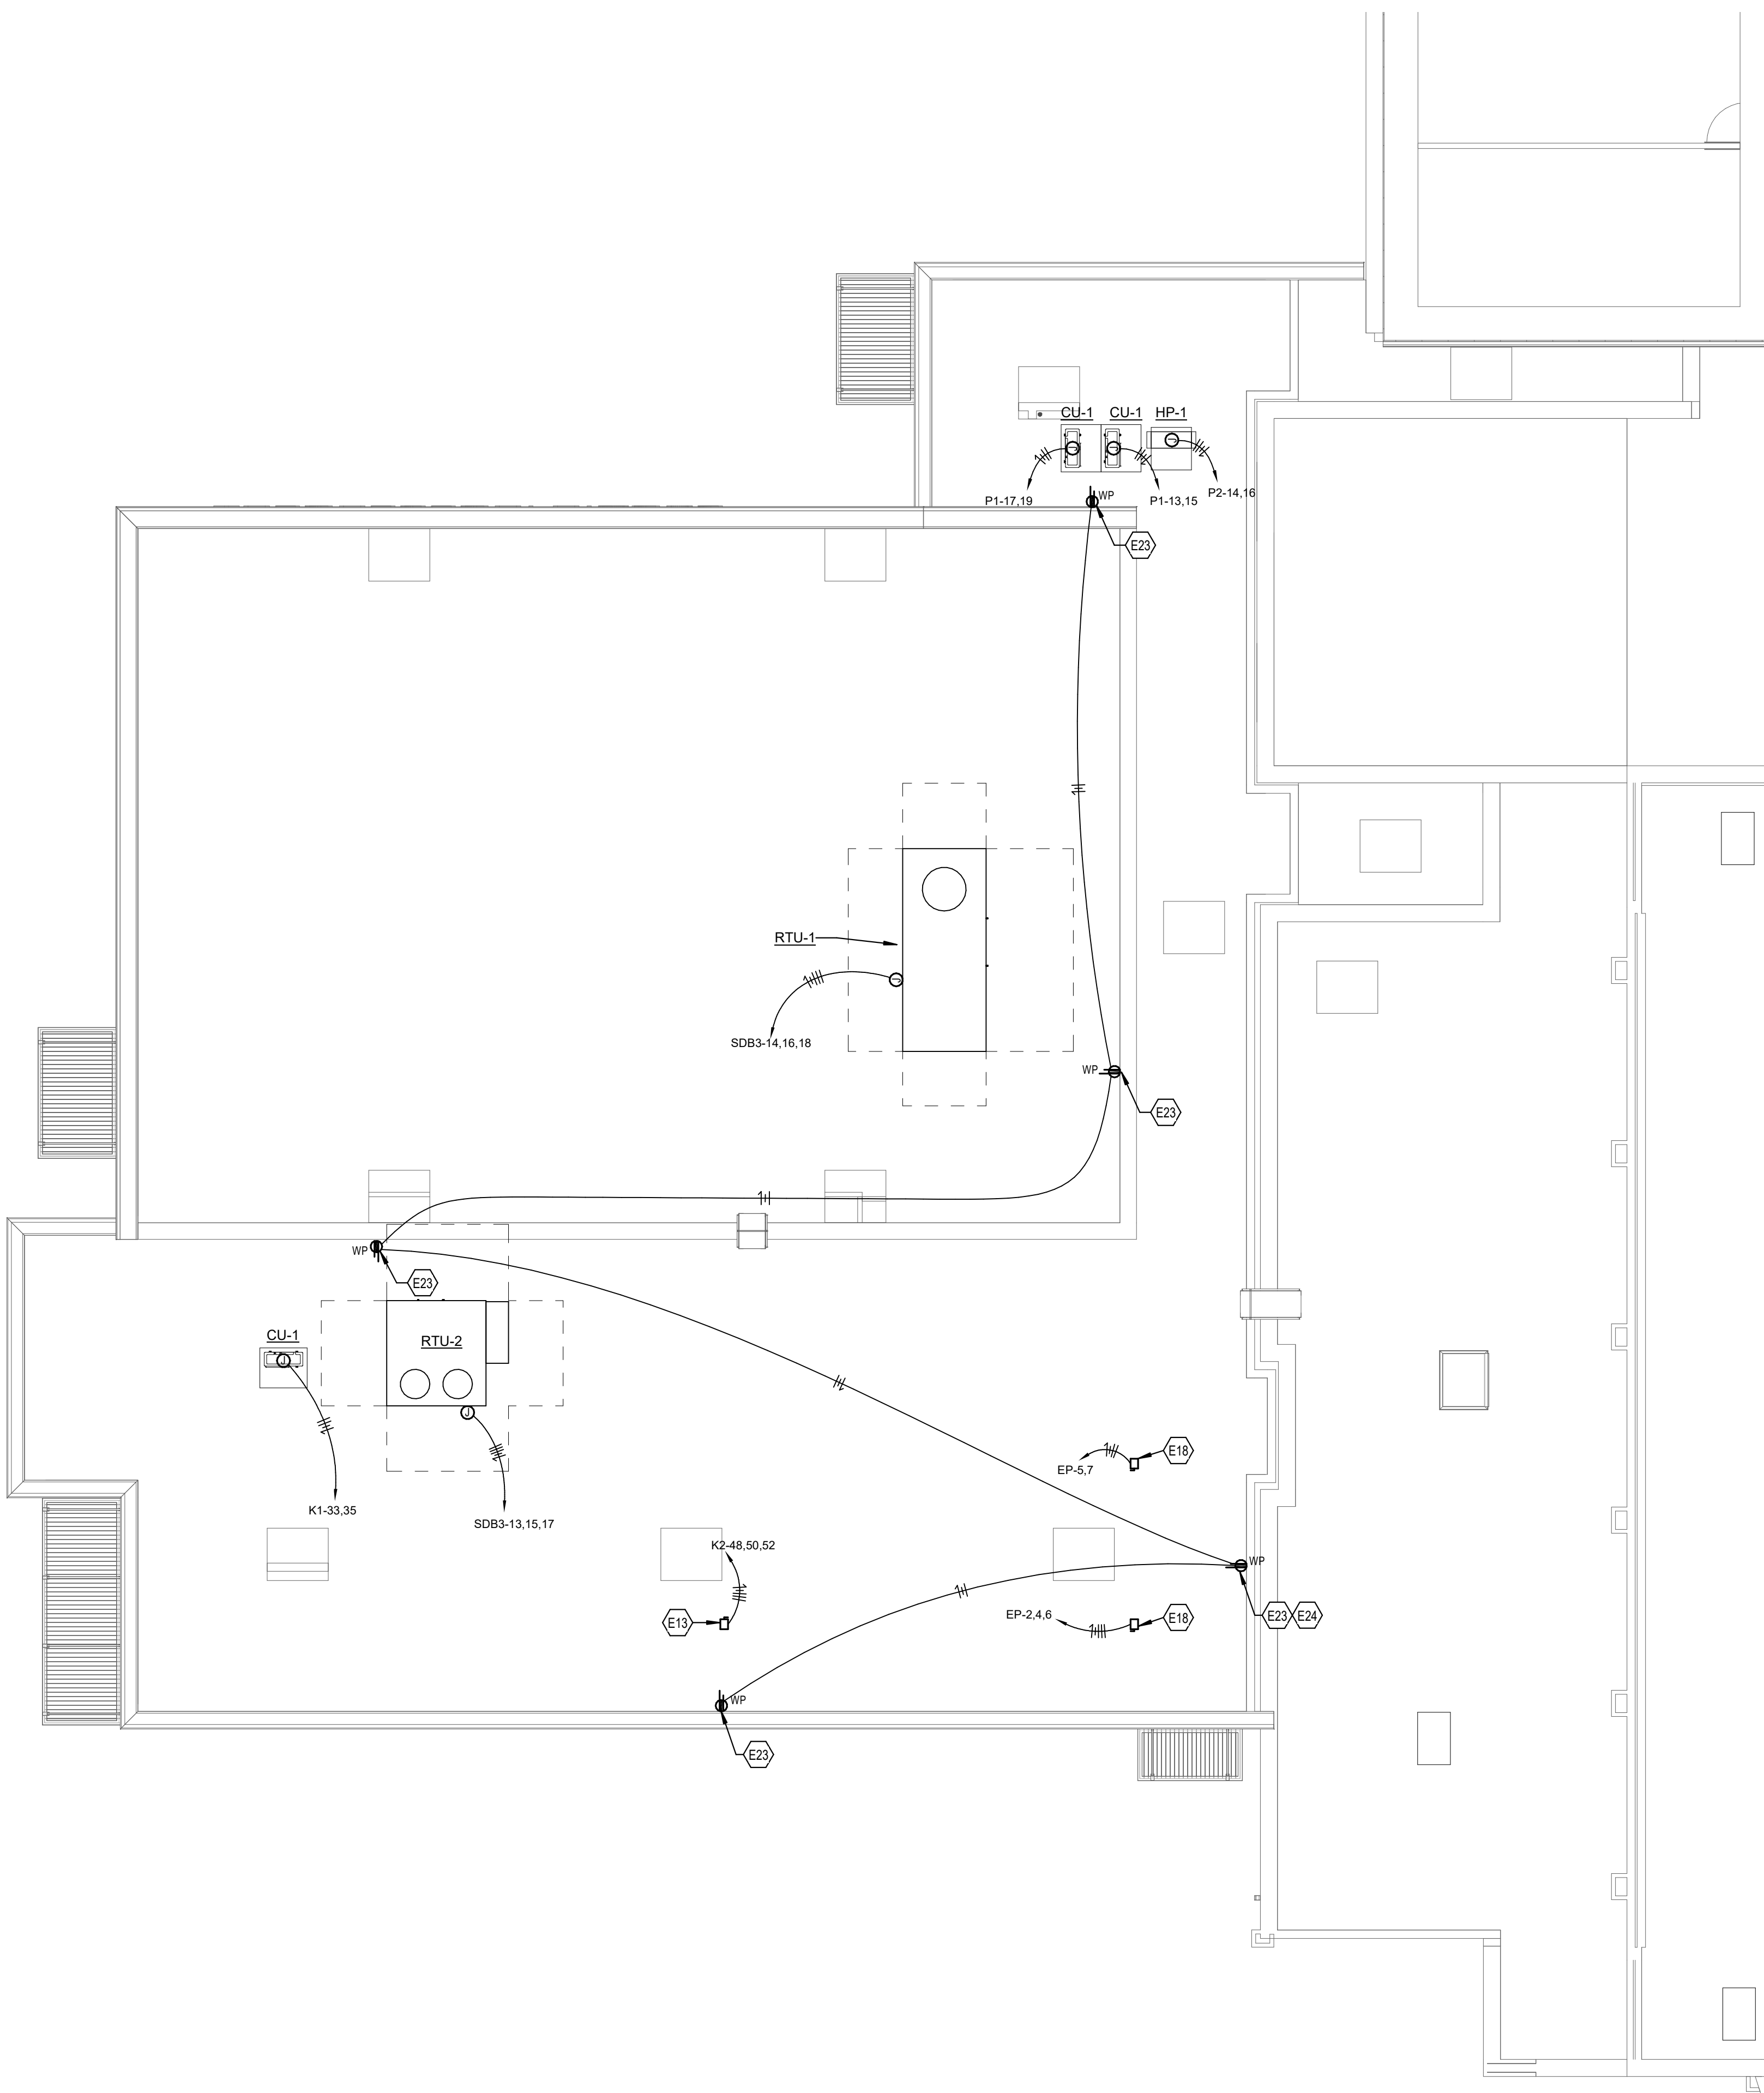 CU-1 CU-1 HP-1
J J J
P1-17,19 WP P1-13,15 P2-14,16
E23
RTU-1
J
SDB3-14,16,18
WP
E23
WP
E23
CU-1
RTU-2
J
J
K1-33,35
SDB3-13,15,17
E18
EP-5,7
K2-48,50,52
WP
E13
EP-2,4,6
E18
E23 E24
WP
E23